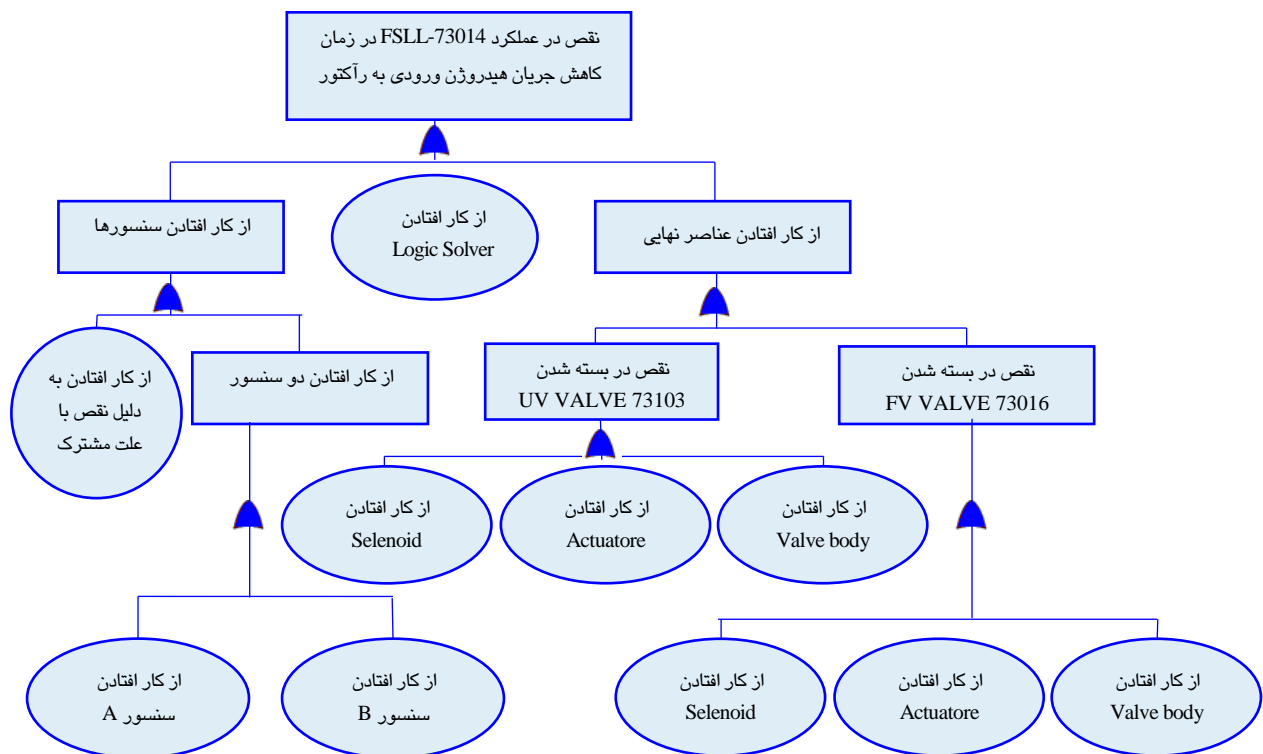 نقص در عملکرد FSLL-73014 در زمان
کاهش جریان هیدروژن ورودی به رآکتور
از کار افتادن سنسورها
از کار افتادن
Logic Solver
از کار افتادن عناصر نهایی
از کار افتادن به
دلیل نقص با
علت مشترک
از کار افتادن دو سنسور
نقص در بسته شدن
UV VALVE 73103
نقص در بسته شدن
FV VALVE 73016
از کار افتادن
Selenoid
از کار افتادن
Actuatore
از کار افتادن
Valve body
از کار افتادن
سنسور A
از کار افتادن
سنسور B
از کار افتادن
Selenoid
از کار افتادن
Actuatore
از کار افتادن
Valve body